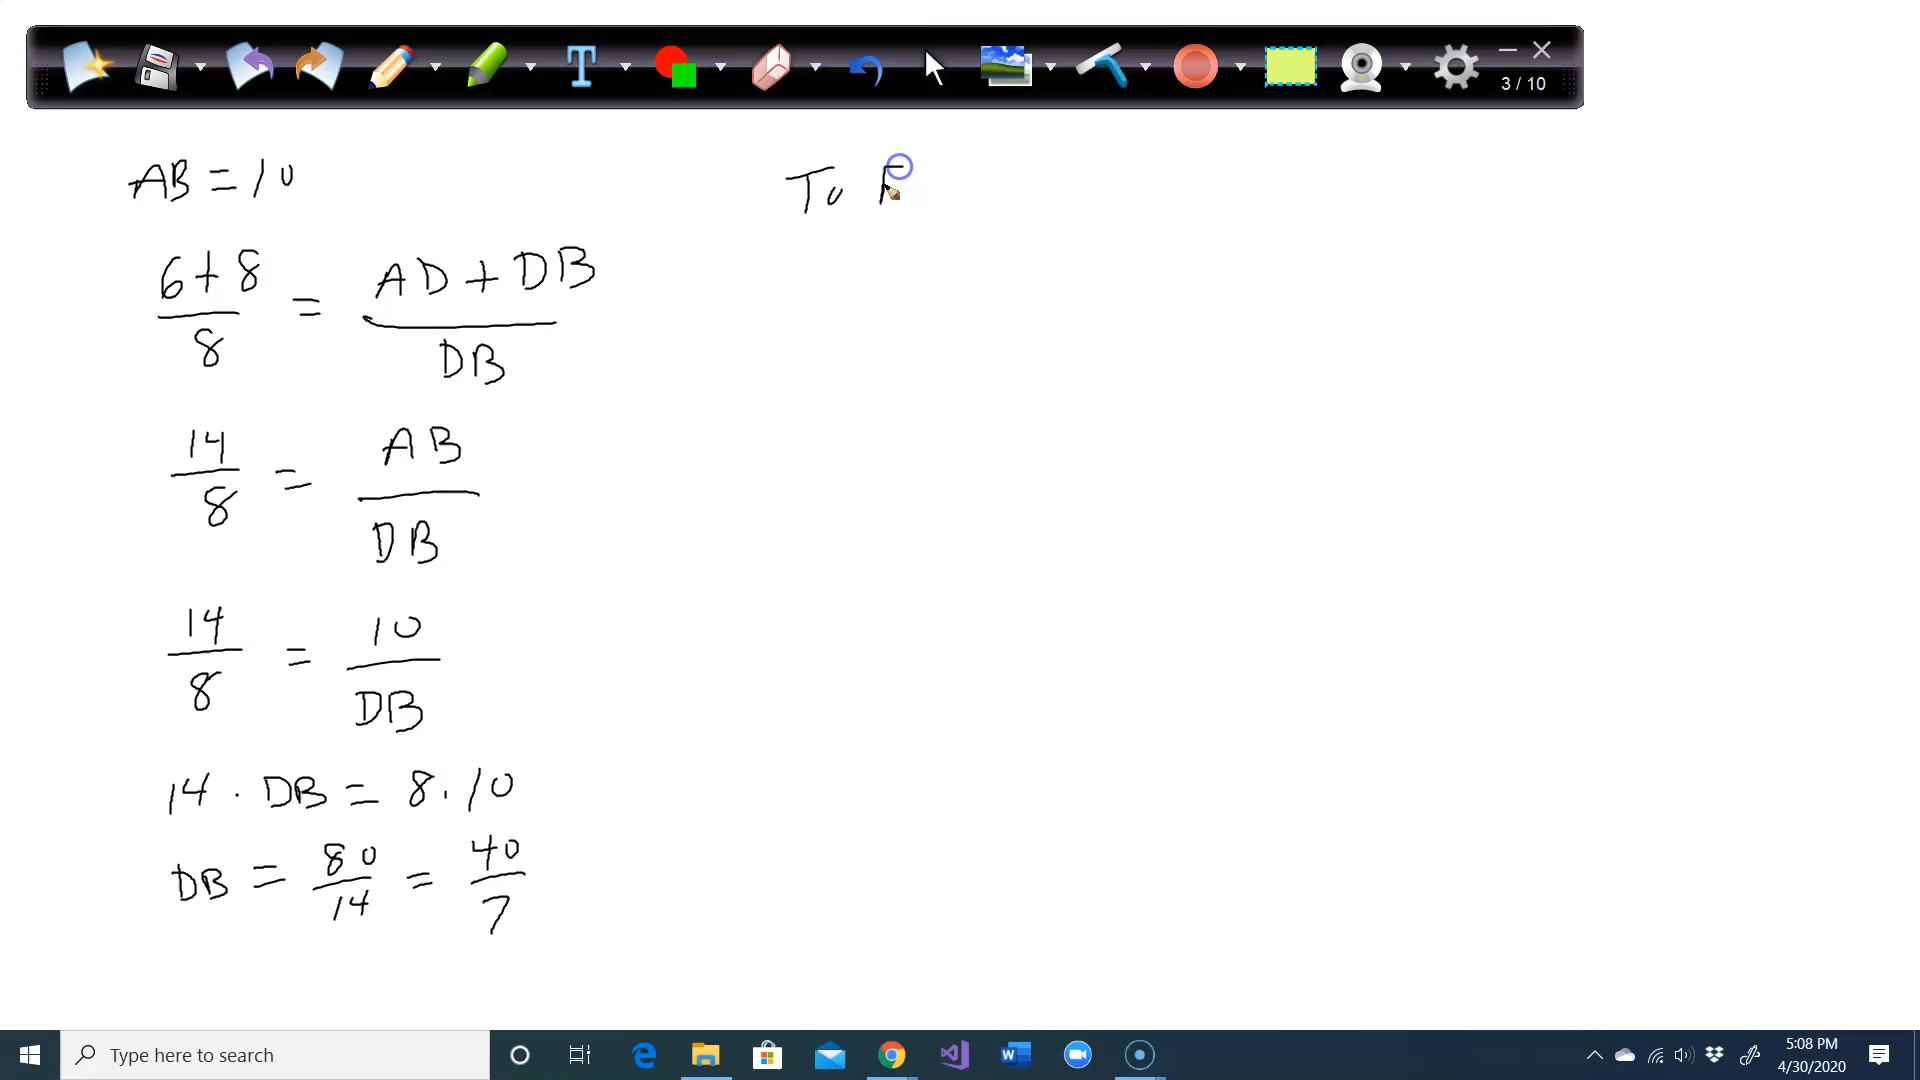 3 / 10
AB = 10
6+8/8 = AD + DB/DB
14/8 = AB/DB
14/8 = 10/DB
14 · DB = 8 · 10
DB = 80/14 = 40/7
To F
Type here to search
5:08 PM
4/30/2020